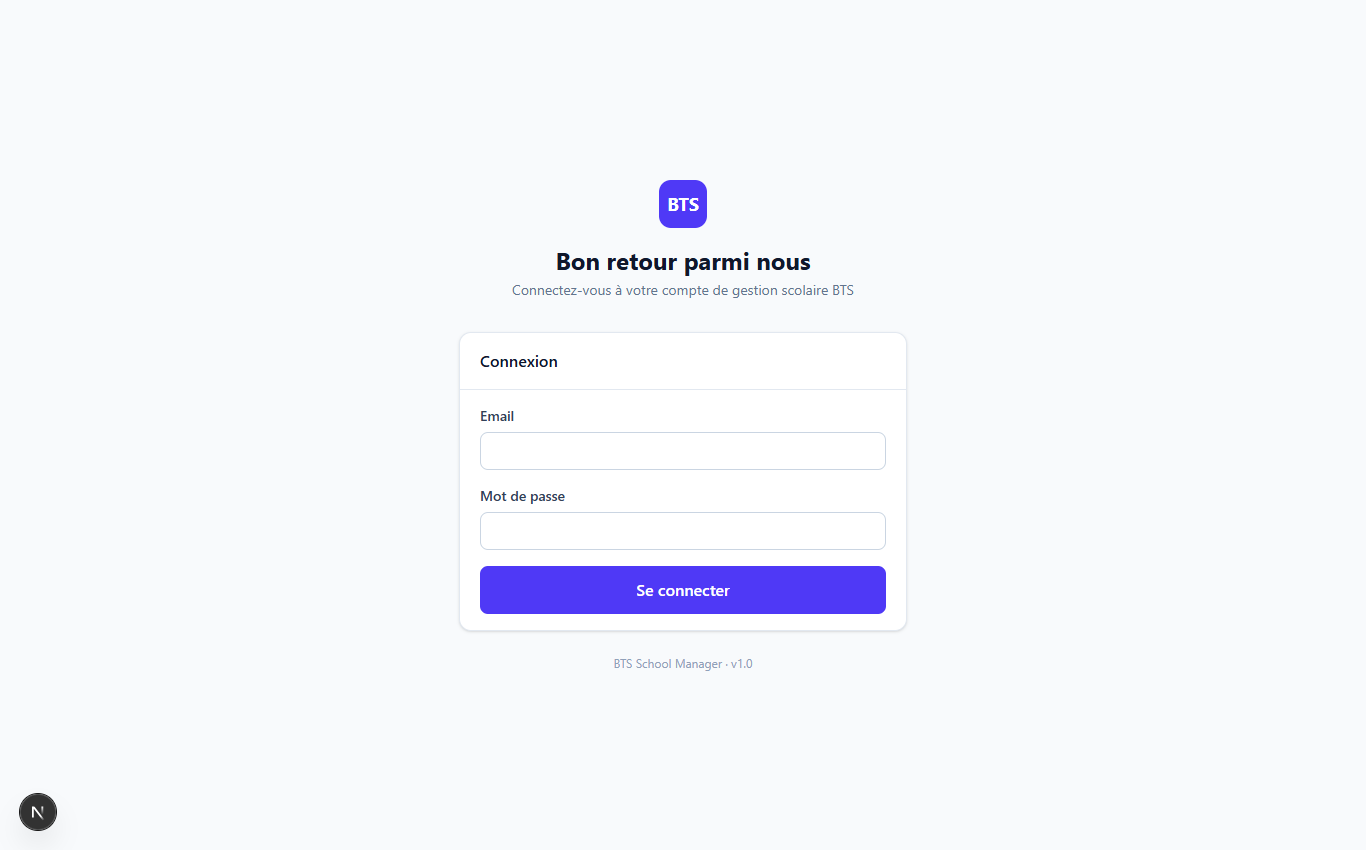 BTS
Bon retour parmi nous
Connectez-vous à votre compte de gestion scolaire BTS
Connexion
Email
Mot de passe
Se connecter
BTS School Manager · v1.0
N